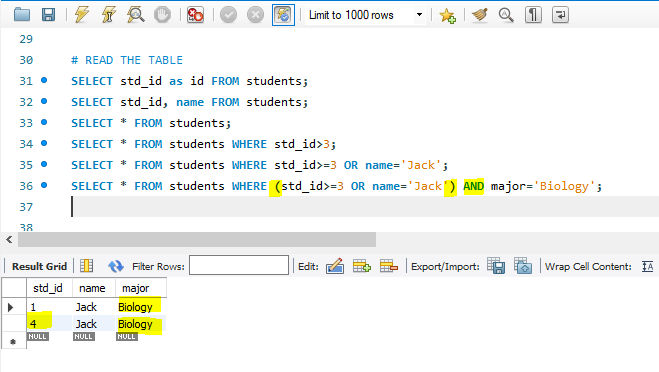 Limit to 1000 rows
29
30 # READ THE TABLE
31 SELECT std_id as id FROM students;
32 SELECT std_id, name FROM students;
33 SELECT * FROM students;
34 SELECT * FROM students WHERE std_id>3;
35 SELECT * FROM students WHERE std_id>=3 OR name='Jack';
36 SELECT * FROM students WHERE (std_id>=3 OR name='Jack') AND major='Biology';
37
38
Result Grid Filter Rows: Edit: Export/Import: Wrap Cell Content: IA
std_id name major
1 Jack Biology
4 Jack Biology
NULL NULL NULL